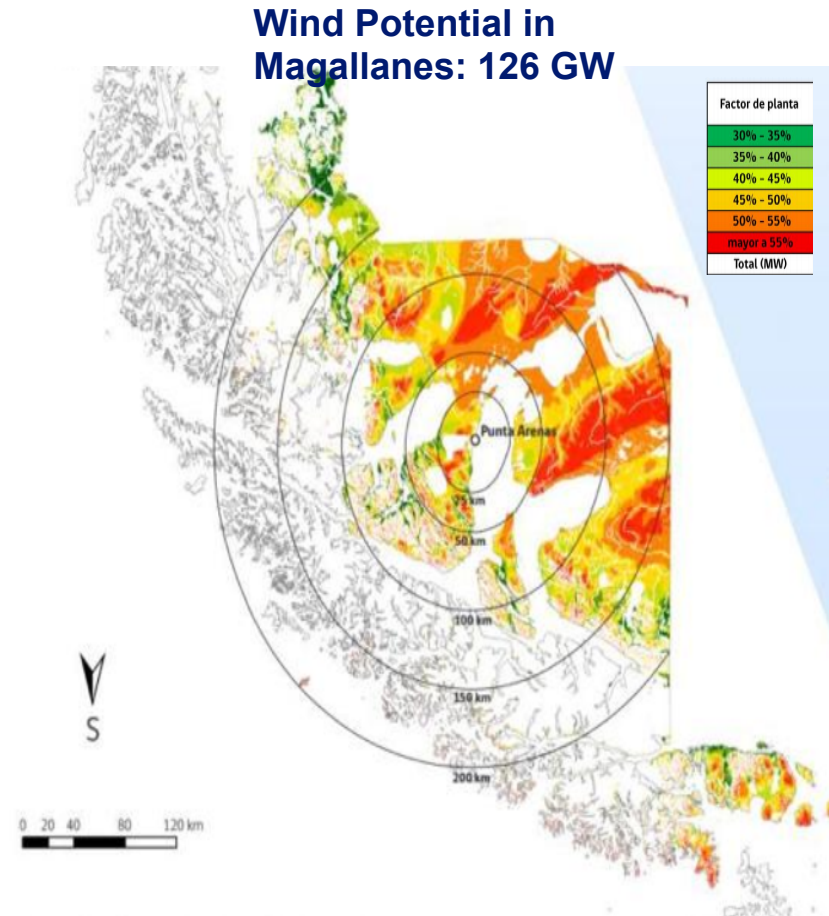 Wind Potential in
Magallanes: 126 GW
Factor de planta
30% - 35%
35% - 40%
40% - 45%
45% - 50%
50% - 55%
mayor a 55%
Total (MW)
Punta Arenas
25 km
50 km
100 km
150 km
200 km
S
0 20 40 80 120 km